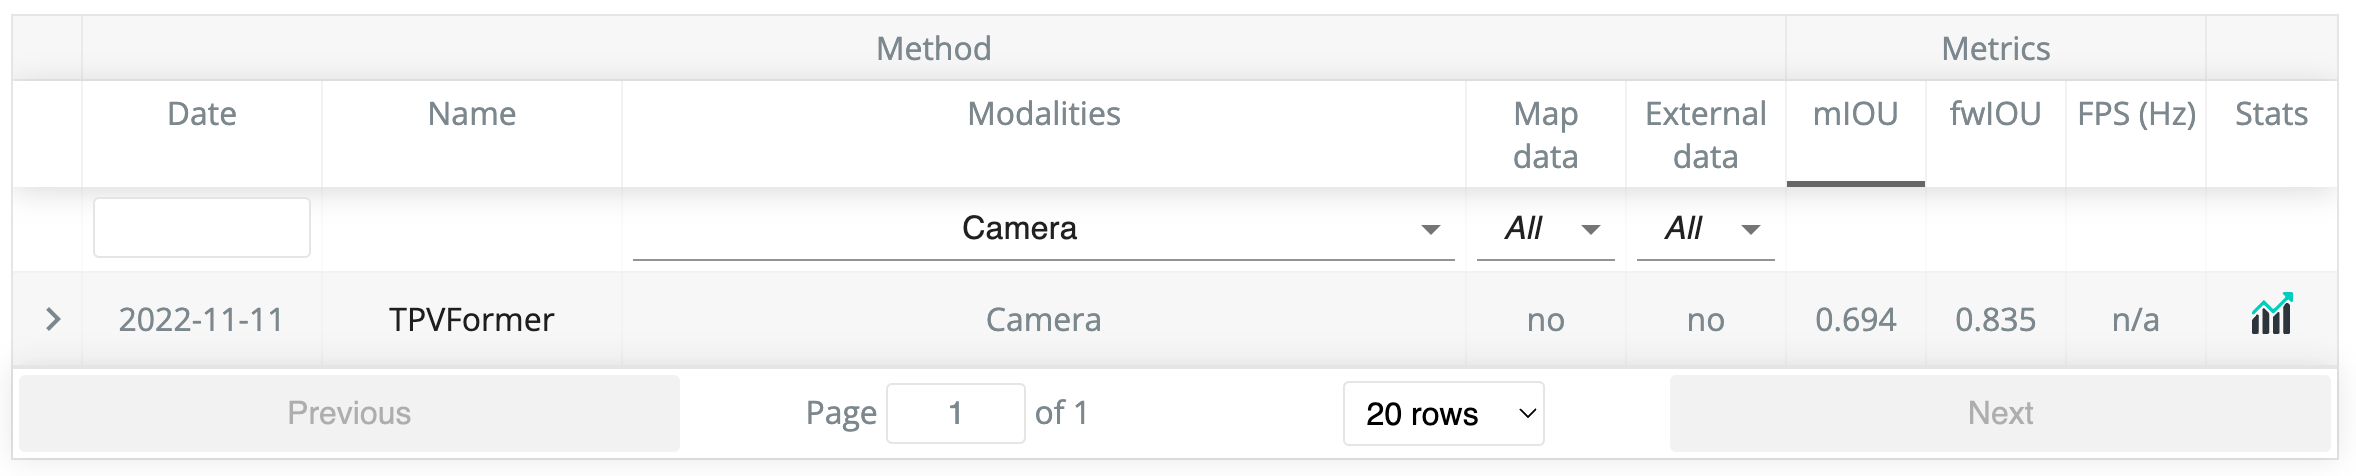 Method Metrics
Date Name Modalities Map data External data mIOU fwIOU FPS (Hz) Stats
Camera All All
2022-11-11 TPVFormer Camera no no 0.694 0.835 n/a
Previous Page 1 of 1 20 rows Next